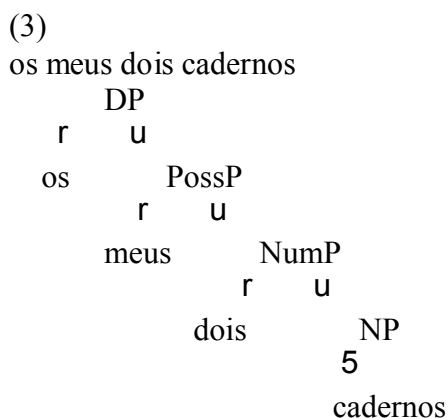 (3)
os meus dois cadernos
DP
r u
os PossP
r u
meus NumP
r u
dois NP
5
cadernos